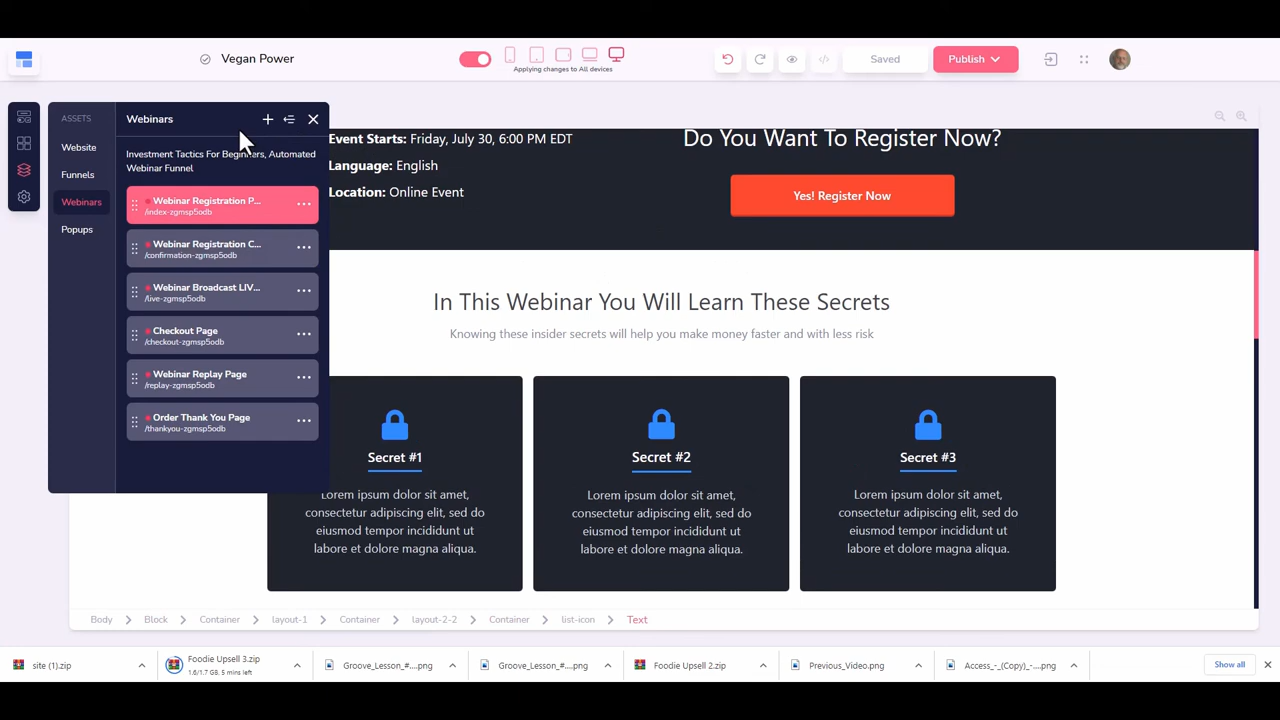 Vegan Power
Applying changes to All devices
Saved
Publish
ASSETS
Website
Funnels
Webinars
Popups
Webinars
Investment Tactics For Beginners, Automated
Webinar Funnel
Webinar Registration P...
/index-zgmsp5odb
Webinar Registration C...
/confirmation-zgmsp5odb
Webinar Broadcast LIV...
/live-zgmsp5odb
Checkout Page
/checkout-zgmsp5odb
Webinar Replay Page
/replay-zgmsp5odb
Order Thank You Page
/thankyou-zgmsp5odb
Event Starts: Friday, July 30, 6:00 PM EDT
Language: English
Location: Online Event
Do You Want To Register Now?
Yes! Register Now
In This Webinar You Will Learn These Secrets
Knowing these insider secrets will help you make money faster and with less risk
Secret #1
Lorem ipsum dolor sit amet,
consectetur adipiscing elit, sed do
eiusmod tempor incididunt ut
labore et dolore magna aliqua.
Secret #2
Lorem ipsum dolor sit amet,
consectetur adipiscing elit, sed do
eiusmod tempor incididunt ut
labore et dolore magna aliqua.
Secret #3
Lorem ipsum dolor sit amet,
consectetur adipiscing elit, sed do
eiusmod tempor incididunt ut
labore et dolore magna aliqua.
Body > Block > Container > layout-1 > Container > layout-2-2 > Container > list-icon > Text
site (1).zip
Foodie Upsell 3.zip
1.6/1.7 GB, 5 mins left
Groove_Lesson_#....png
Groove_Lesson_#....png
Foodie Upsell 2.zip
Previous_Video.png
Access_-_(Copy)_-....png
Show all